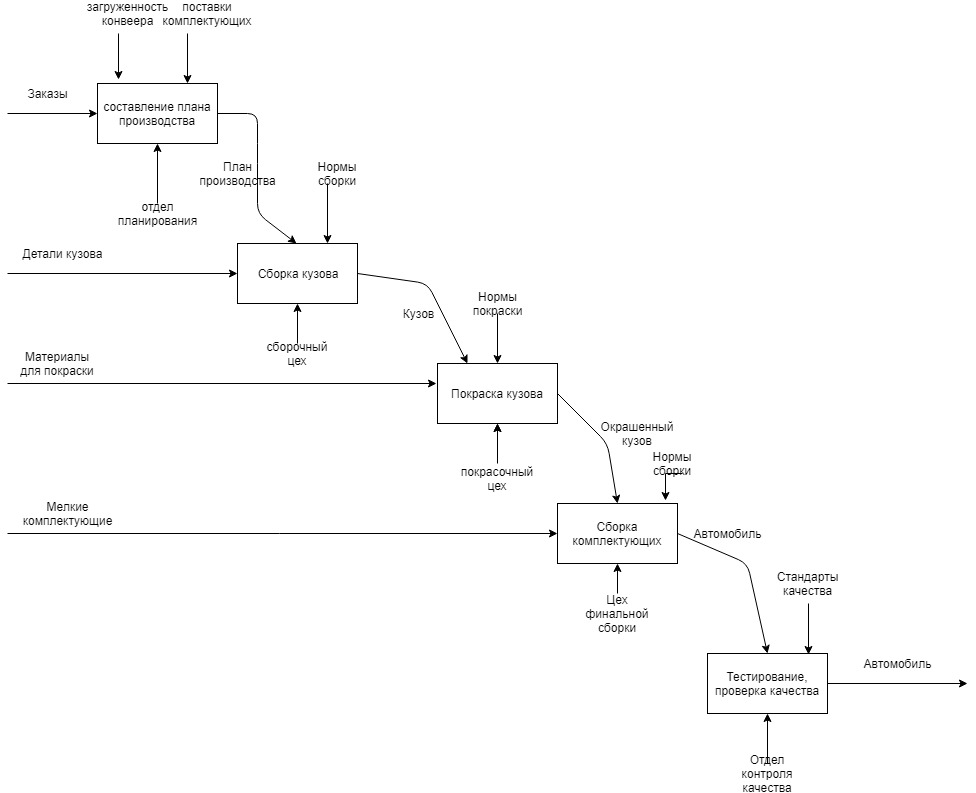 загруженность
конвеера
поставки
комплектующих
Заказы
составление плана
производства
План
производства
Нормы
сборки
отдел
планирования
Детали кузова
Сборка кузова
Нормы
покраски
Кузов
сборочный
цех
Материалы
для покраски
Покраска кузова
Окрашенный
кузов
Нормы
сборки
покрасочный
цех
Мелкие
комплектующие
Сборка
комплектующих
Автомобиль
Стандарты
качества
Цех
финальной
сборки
Автомобиль
Тестирование,
проверка качества
Отдел
контроля
качества